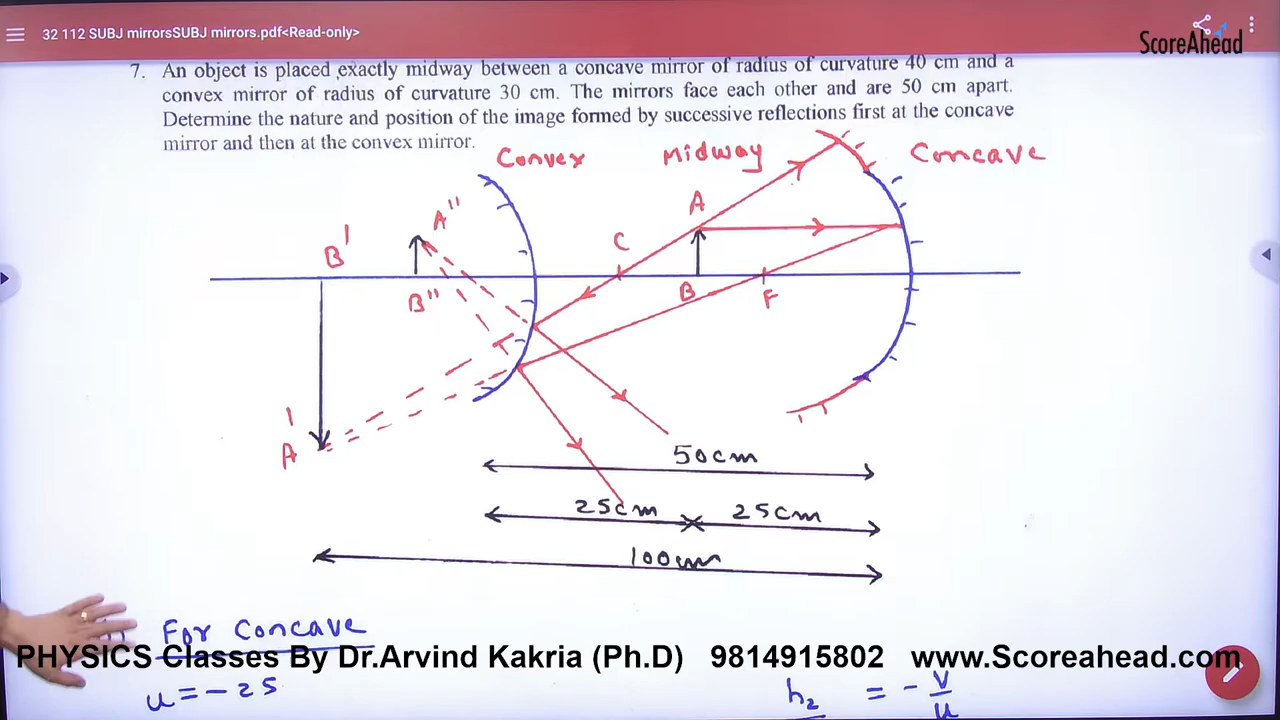 32 112 SUBJ mirrorsSUBJ mirrors.pdf<Read-only>
ScoreAhead
7. An object is placed exactly midway between a concave mirror of radius of curvature 40 cm and a
convex mirror of radius of curvature 30 cm. The mirrors face each other and are 50 cm apart.
Determine the nature and position of the image formed by successive reflections first at the concave
mirror and then at the convex mirror.
Convex Midway Concave
A" A
B' C
B" B F
A'
50cm
25cm 25cm
100cm
For Concave
PHYSICS Classes By Dr.Arvind Kakria (Ph.D) 9814915802 www.Scoreahead.com
u = - 25
h2 = - v
u